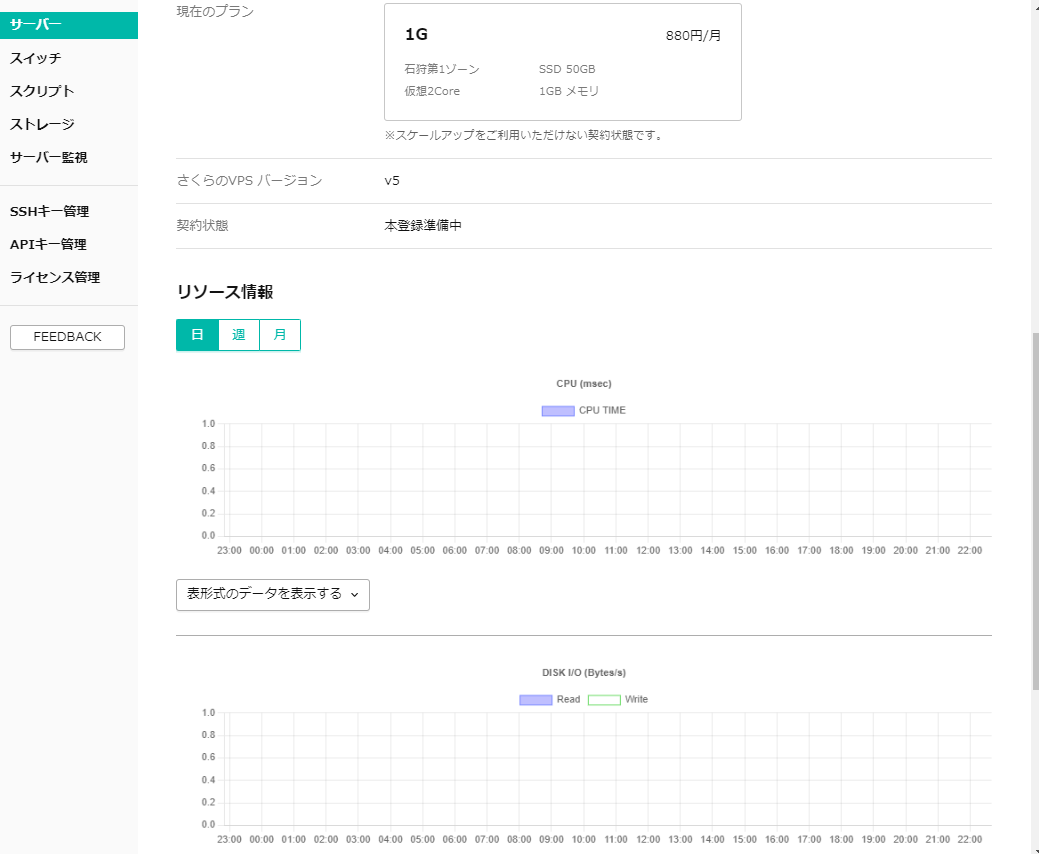 サーバー
スイッチ
スクリプト
ストレージ
サーバー監視
SSHキー管理
APIキー管理
ライセンス管理
FEEDBACK
現在のプラン
1G 880円/月
石狩第1ゾーン SSD 50GB
仮想2Core 1GB メモリ
※スケールアップをご利用いただけない契約状態です。
さくらのVPS バージョン v5
契約状態 本登録準備中
リソース情報
日 週 月
CPU (msec)
CPU TIME
1.0
0.8
0.6
0.4
0.2
0.0
23:00 00:00 01:00 02:00 03:00 04:00 05:00 06:00 07:00 08:00 09:00 10:00 11:00 12:00 13:00 14:00 15:00 16:00 17:00 18:00 19:00 20:00 21:00 22:00
表形式のデータを表示する
DISK I/O (Bytes/s)
Read Write
1.0
0.8
0.6
0.4
0.2
0.0
23:00 00:00 01:00 02:00 03:00 04:00 05:00 06:00 07:00 08:00 09:00 10:00 11:00 12:00 13:00 14:00 15:00 16:00 17:00 18:00 19:00 20:00 21:00 22:00